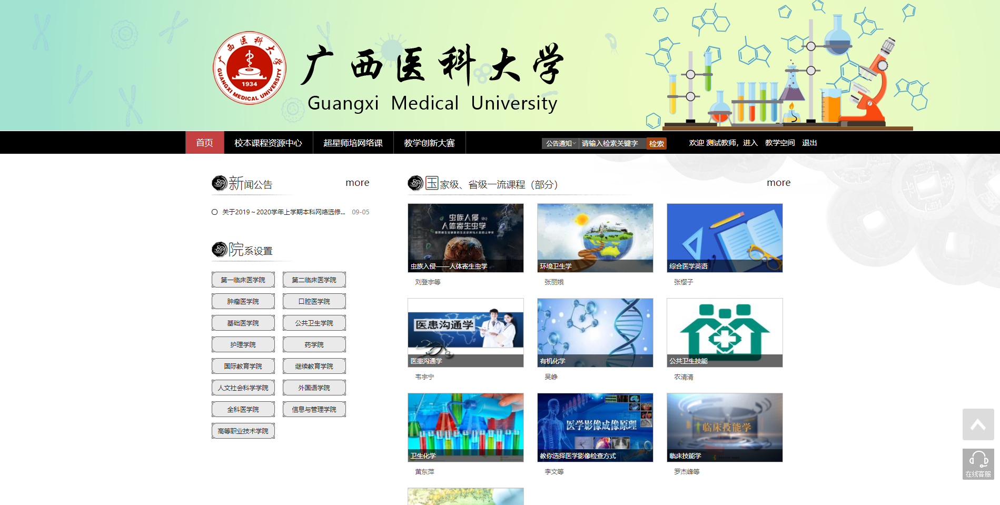 广西医科大学
GUANGXI MEDICAL UNIVERSITY
1934
广西医科大学
Guangxi Medical University
首页 校本课程资源中心 超星师培网络课 教学创新大赛 公告通知 请输入检索关键字 检索 欢迎 测试教师，进入 教学空间 退出
新闻公告 more
关于2019～2020学年上学期本科网络选修... 09-05
院系设置
第一临床医学院 第二临床医学院
肿瘤医学院 口腔医学院
基础医学院 公共卫生学院
护理学院 药学院
国际教育学院 继续教育学院
人文社会科学学院 外国语学院
全科医学院 信息与管理学院
高等职业技术学院
国家级、省级一流课程（部分） more
虫族入侵
人体寄生虫学
虫族入侵——人体寄生虫学 环境卫生学 综合医学英语
刘登宇等 张丽娥 张樱子
医患沟通学
医患沟通学 有机化学 公共卫生技能
韦宇宁 吴峥 农清清
医学影像成像原理
临床技能学
卫生化学 教你选择医学影像检查方式 临床技能学
黄东萍 李文等 罗杰峰等
在线客服